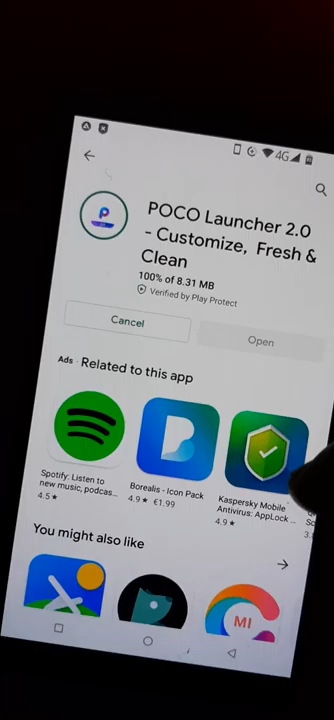 4G
POCO Launcher 2.0
- Customize, Fresh &
Clean
100% of 8.31 MB
Verified by Play Protect
Cancel
Open
Ads · Related to this app
Spotify: Listen to
new music, podcas...
4.5 ★
Borealis - Icon Pack
4.9 ★ €1.99
Kaspersky Mobile
Antivirus: AppLock ...
4.9 ★
You might also like
MI